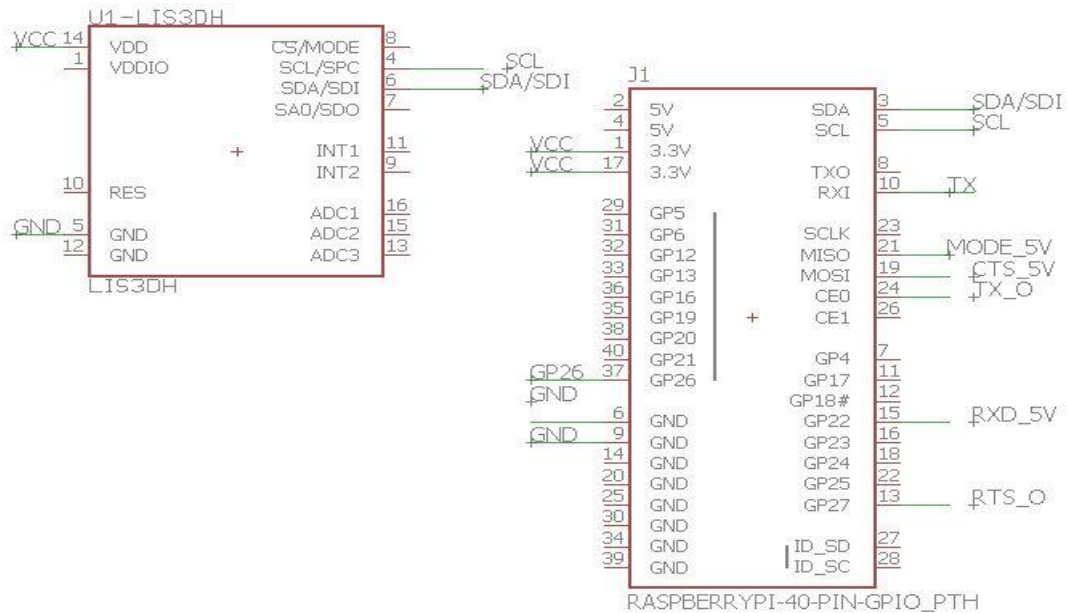 U1-LIS3DH
VCC 14 VDD CS/MODE 8
1 VDDIO SCL/SPC 4 SCL
SDA/SDI 6 SDA/SDI
SA0/SDO 7
INT1 11
INT2 9
10 RES
ADC1 16
GND 5 GND ADC2 15
12 GND ADC3 13
LIS3DH
J1
2 5V SDA 3 SDA/SDI
4 5V SCL 5 SCL
VCC 1 3.3V
VCC 17 3.3V TXO 8
RXI 10 TX
29 GP5
31 GP6 SCLK 23
32 GP12 MISO 21 MODE_5V
33 GP13 MOSI 19 CTS_5V
36 GP16 CE0 24 TX_O
35 GP19 CE1 26
38 GP20
40 GP21 GP4 7
GP26 37 GP26 GP17 11
GND GP18# 12
6 GND GP22 15 RXD_5V
GND 9 GND GP23 16
14 GND GP24 18
20 GND GP25 22
25 GND GP27 13 RTS_O
30 GND
34 GND ID_SD 27
39 GND ID_SC 28
RASPBERRYPI-40-PIN-GPIO_PTH